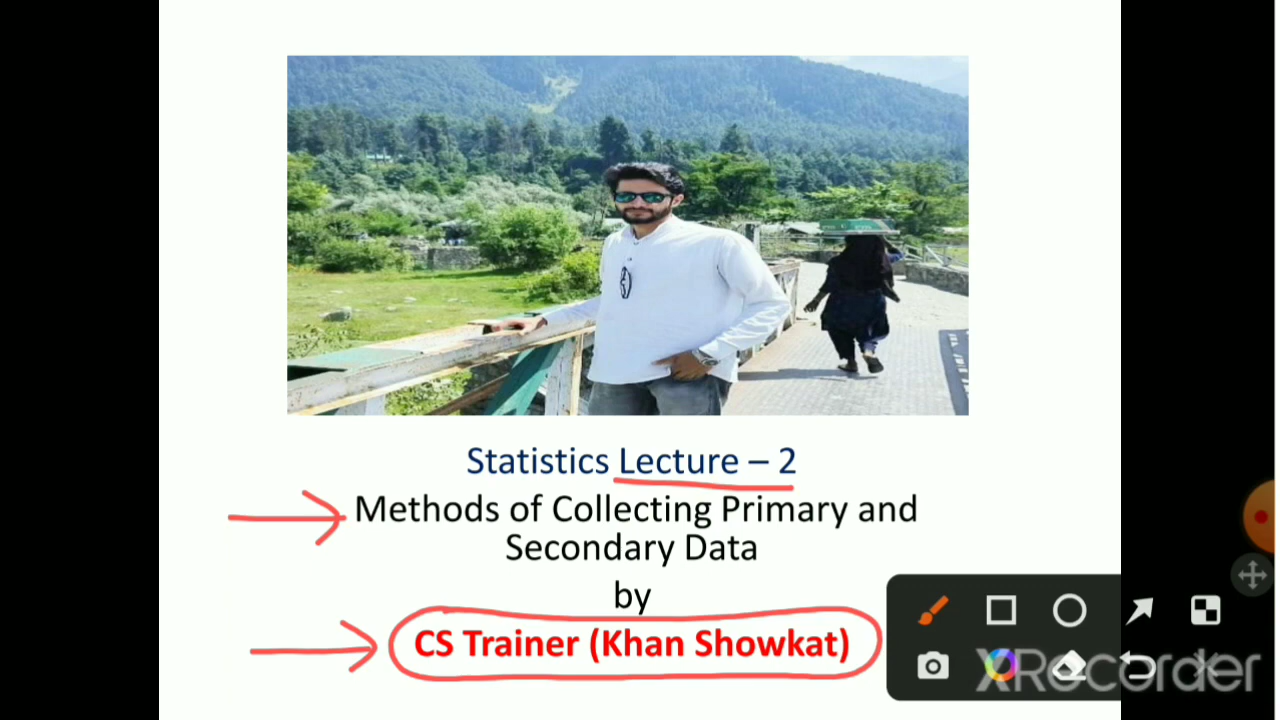 Statistics Lecture – 2
Methods of Collecting Primary and
Secondary Data
by
CS Trainer (Khan Showkat)
XRecorder